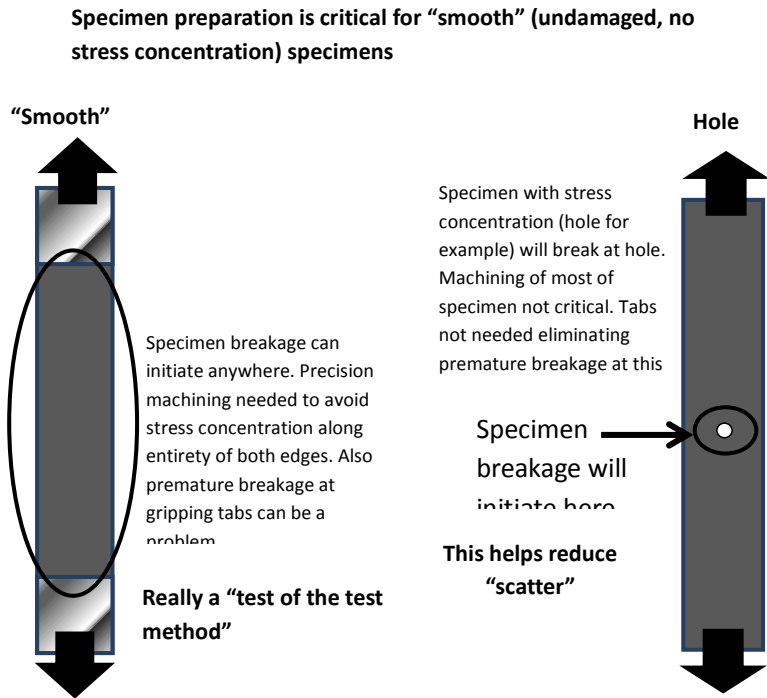 Specimen preparation is critical for “smooth” (undamaged, no
stress concentration) specimens
“Smooth”
Specimen breakage can
initiate anywhere. Precision
machining needed to avoid
stress concentration along
entirety of both edges. Also
premature breakage at
gripping tabs can be a
problem
Really a “test of the test
method”
Hole
Specimen with stress
concentration (hole for
example) will break at hole.
Machining of most of
specimen not critical. Tabs
not needed eliminating
premature breakage at this
Specimen
breakage will
initiate here
This helps reduce
“scatter”